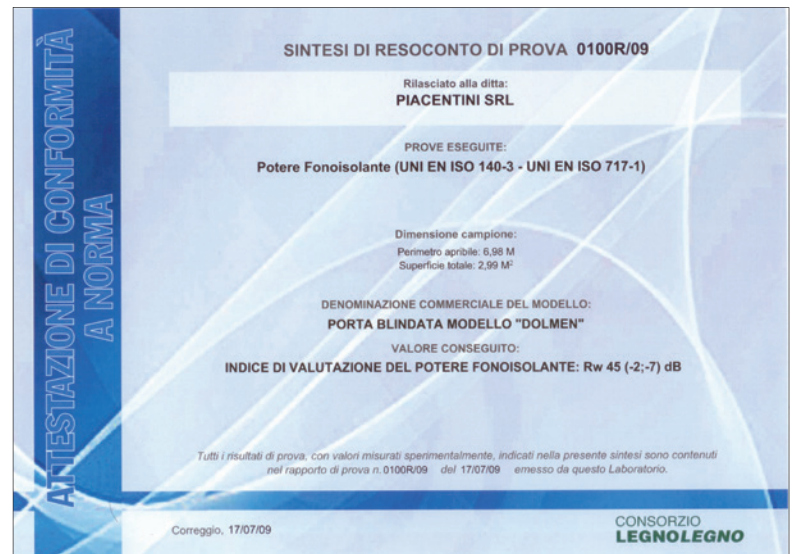 ATTESTAZIONE DI CONFORMITÀ
A NORMA
SINTESI DI RESOCONTO DI PROVA 0100R/09
Rilasciato alla ditta:
PIACENTINI SRL
PROVE ESEGUITE:
Potere Fonoisolante (UNI EN ISO 140-3 - UNI EN ISO 717-1)
Dimensione campione:
Perimetro apribile: 6,98 M
Superficie totale: 2,99 M²
DENOMINAZIONE COMMERCIALE DEL MODELLO:
PORTA BLINDATA MODELLO "DOLMEN"
VALORE CONSEGUITO:
INDICE DI VALUTAZIONE DEL POTERE FONOISOLANTE: Rw 45 (-2;-7) dB
Tutti i risultati di prova, con valori misurati sperimentalmente, indicati nella presente sintesi sono contenuti
nel rapporto di prova n. 0100R/09 del 17/07/09 emesso da questo Laboratorio.
Correggio, 17/07/09
CONSORZIO
LEGNOLEGNO